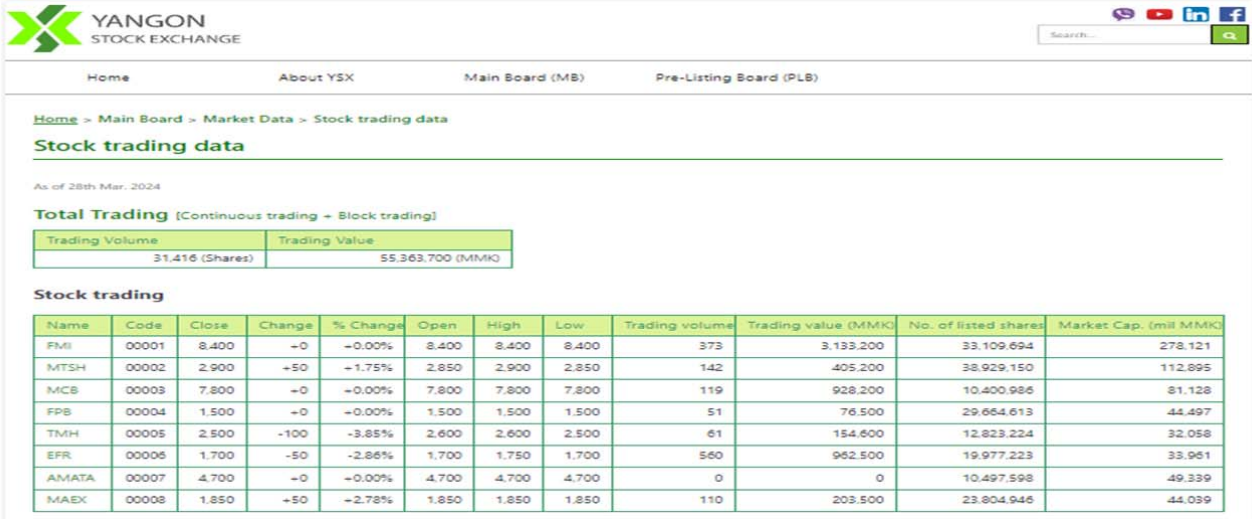 YANGON
STOCK EXCHANGE
Search...
Home About YSX Main Board (MB) Pre-Listing Board (PLB)
Home > Main Board > Market Data > Stock trading data
Stock trading data
As of 28th Mar. 2024
Total Trading [Continuous trading + Block trading]
Trading Volume Trading Value
31,416 (Shares) 55,363,700 (MMK)
Stock trading
Name Code Close Change % Change Open High Low Trading volume Trading value (MMK) No. of listed shares Market Cap. (mil MMK)
FMI 00001 8,400 +0 +0.00% 8,400 8,400 8,400 373 3,133,200 33,109,694 278,121
MTSH 00002 2,900 +50 +1.75% 2,850 2,900 2,850 142 405,200 38,929,150 112,895
MCB 00003 7,800 +0 +0.00% 7,800 7,800 7,800 119 928,200 10,400,986 81,128
FPB 00004 1,500 +0 +0.00% 1,500 1,500 1,500 51 76,500 29,664,613 44,497
TMH 00005 2,500 -100 -3.85% 2,600 2,600 2,500 61 154,600 12,823,224 32,058
EFR 00006 1,700 -50 -2.86% 1,700 1,750 1,700 560 962,500 19,977,223 33,961
AMATA 00007 4,700 +0 +0.00% 4,700 4,700 4,700 0 0 10,497,598 49,339
MAEX 00008 1,850 +50 +2.78% 1,850 1,850 1,850 110 203,500 23,804,946 44,039